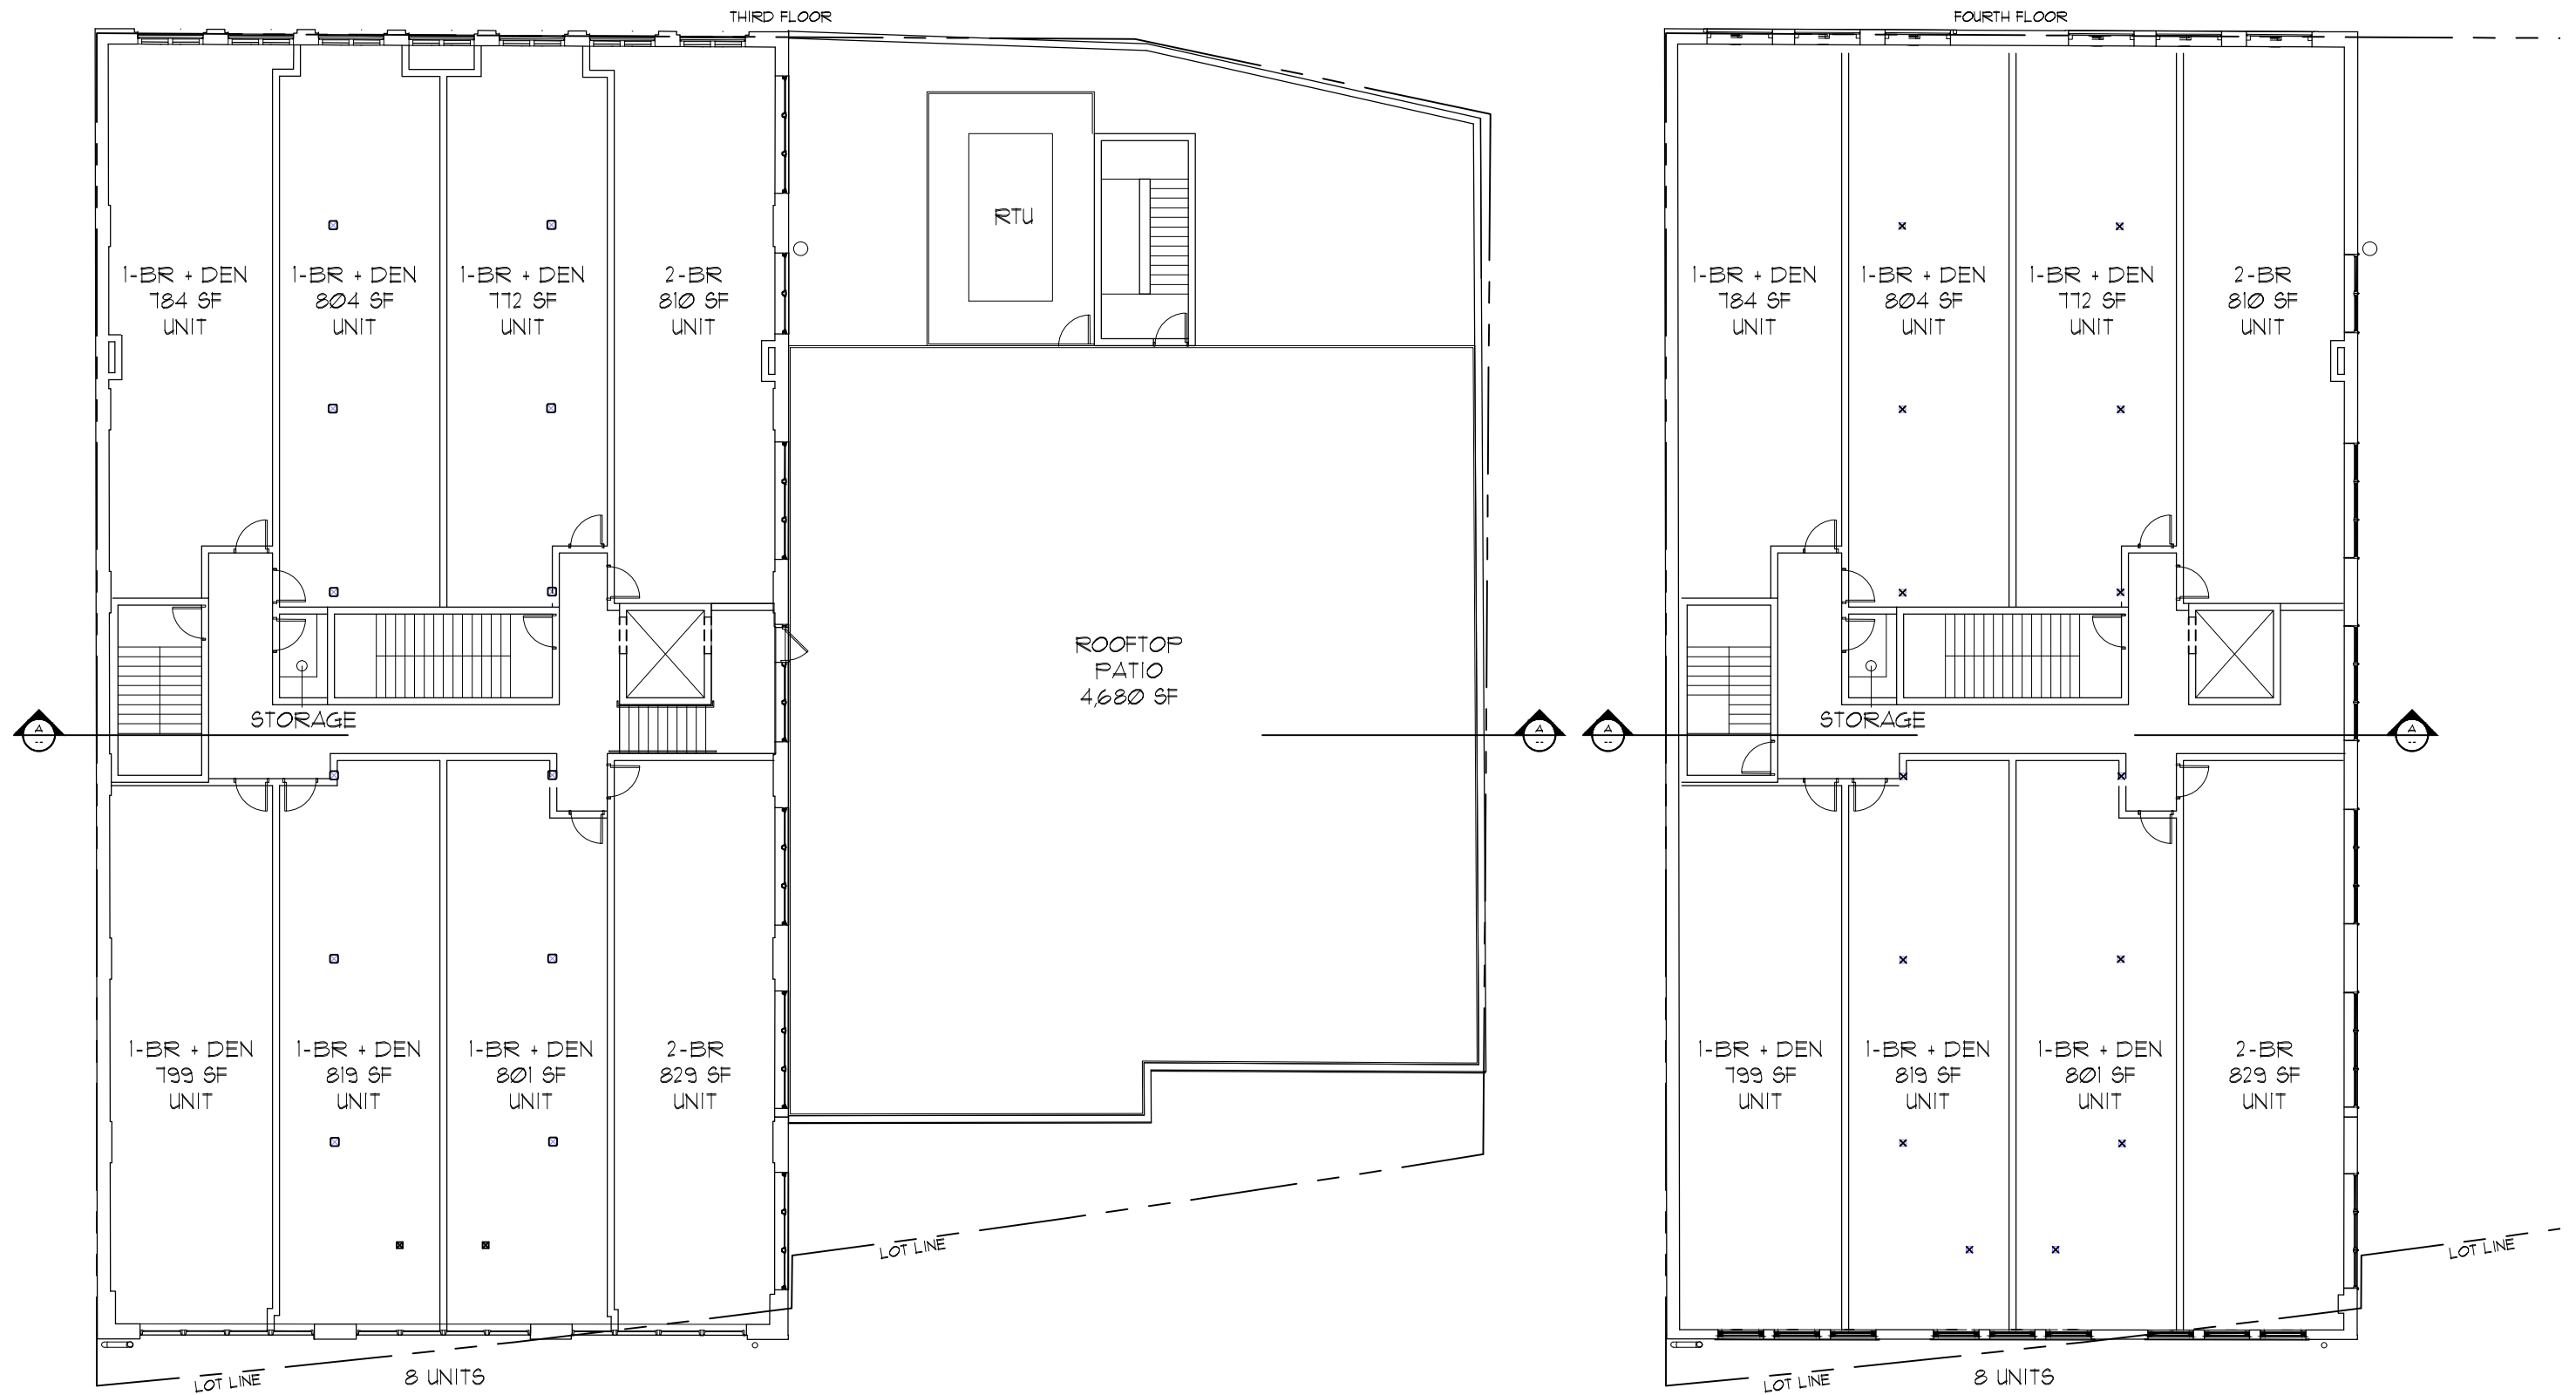 THIRD FLOOR
FOURTH FLOOR
RTU
1-BR + DEN
784 SF
UNIT
1-BR + DEN
804 SF
UNIT
1-BR + DEN
772 SF
UNIT
2-BR
810 SF
UNIT
1-BR + DEN
784 SF
UNIT
1-BR + DEN
804 SF
UNIT
1-BR + DEN
772 SF
UNIT
2-BR
810 SF
UNIT
ROOFTOP
PATIO
4,680 SF
STORAGE
STORAGE
A
--
A
--
A
--
A
--
1-BR + DEN
799 SF
UNIT
1-BR + DEN
819 SF
UNIT
1-BR + DEN
801 SF
UNIT
2-BR
829 SF
UNIT
1-BR + DEN
799 SF
UNIT
1-BR + DEN
819 SF
UNIT
1-BR + DEN
801 SF
UNIT
2-BR
829 SF
UNIT
LOT LINE
LOT LINE
LOT LINE
8 UNITS
LOT LINE
8 UNITS